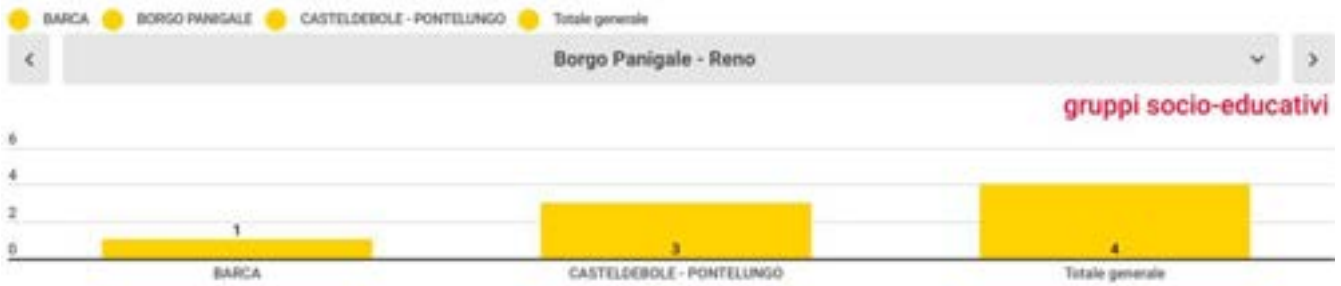 BARCA BORGO PANIGALE CASTELDEBOLE - PONTELUNGO Totale generale
Borgo Panigale - Reno
gruppi socio-educativi
6
4
2
0
1
3
4
BARCA CASTELDEBOLE - PONTELUNGO Totale generale